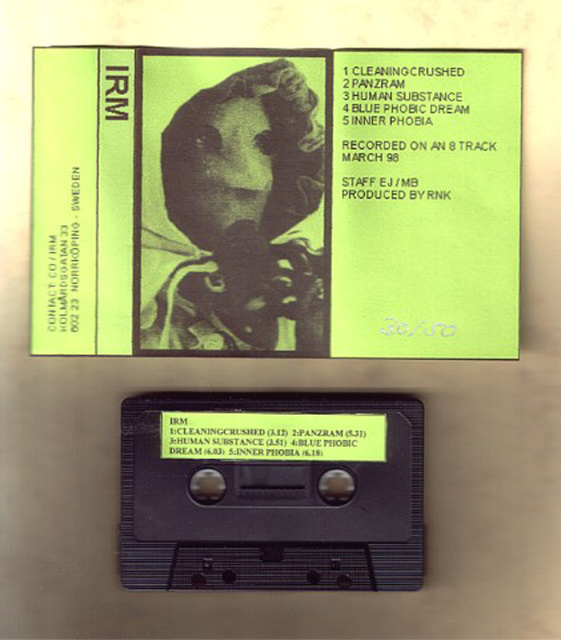 CONTACT CO / IRM
KOLMÅRDSGATAN 33
602 23 NORRKÖPING - SWEDEN
IRM
1 CLEANINGCRUSHED
2 PANZRAM
3 HUMAN SUBSTANCE
4 BLUE PHOBIC DREAM
5 INNER PHOBIA
RECORDED ON AN 8 TRACK
MARCH 98
STAFF EJ / MB
PRODUCED BY RNK
30/50
IRM
1:CLEANINGCRUSHED (3.12) 2:PANZRAM (5.31)
3:HUMAN SUBSTANCE (3.51) 4:BLUE PHOBIC
DREAM (6.03) 5:INNER PHOBIA (6.18)